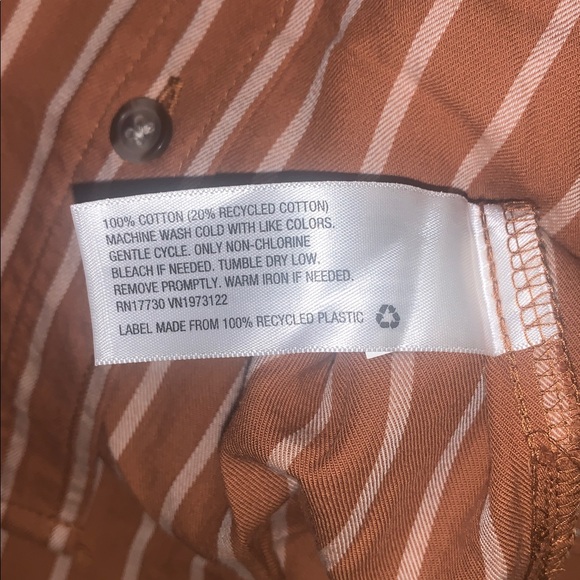 100% COTTON (20% RECYCLED COTTON)
MACHINE WASH COLD WITH LIKE COLORS.
GENTLE CYCLE. ONLY NON-CHLORINE
BLEACH IF NEEDED. TUMBLE DRY LOW.
REMOVE PROMPTLY. WARM IRON IF NEEDED.
RN17730 VN1973122
LABEL MADE FROM 100% RECYCLED PLASTIC